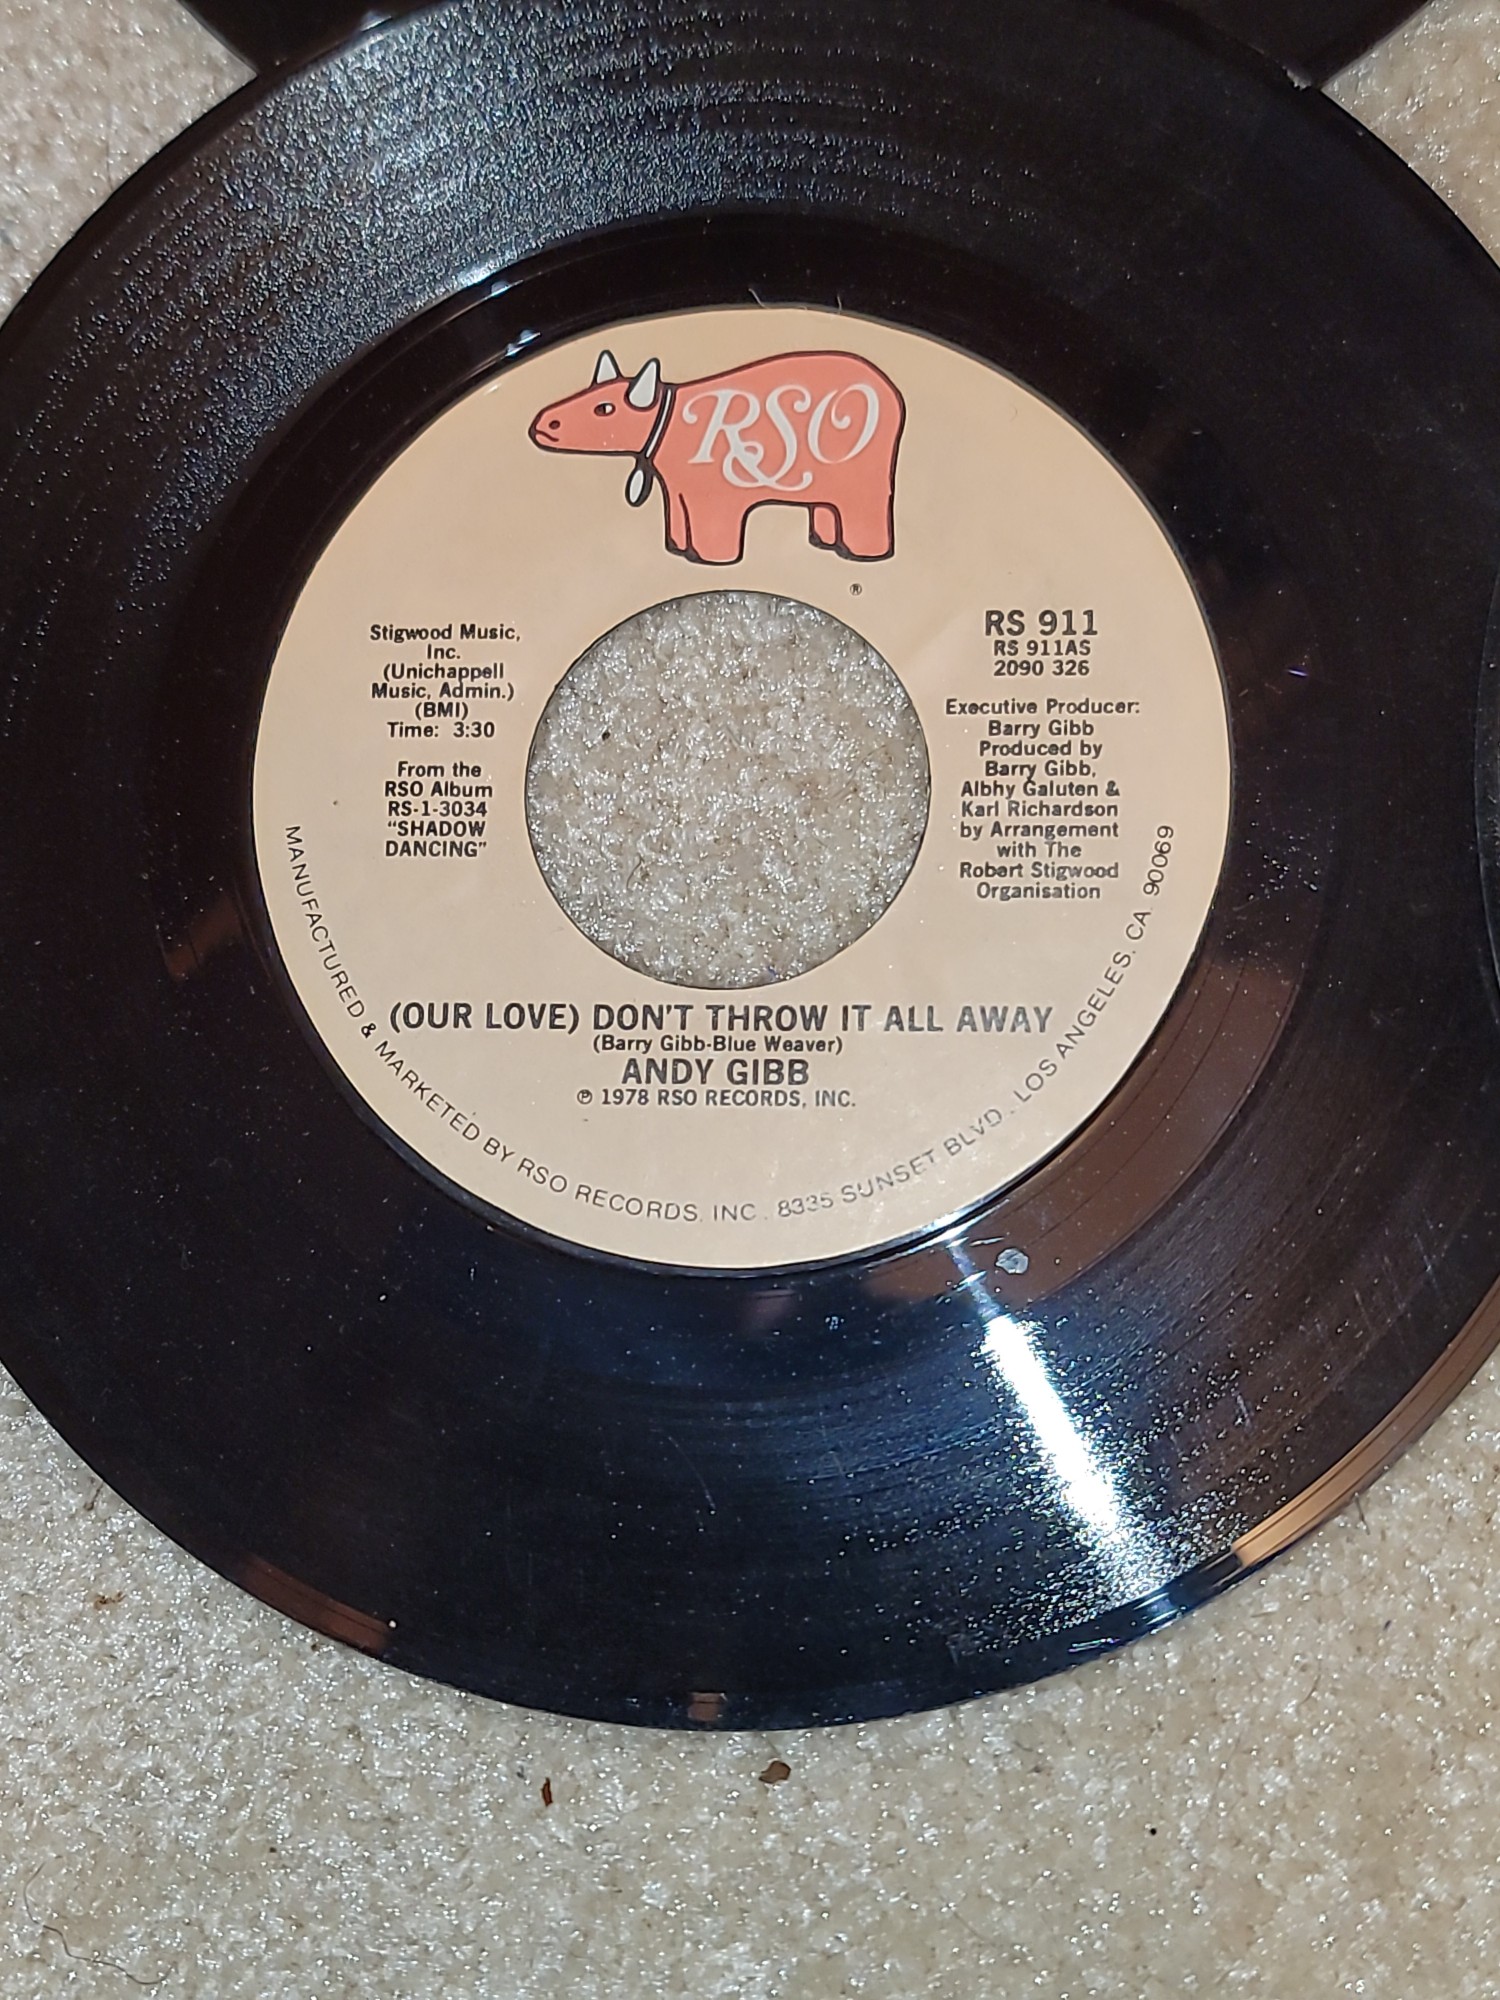 RSO
®
Stigwood Music,
Inc.
(Unichappell
Music, Admin.)
(BMI)
Time: 3:30
From the
RSO Album
RS-1-3034
"SHADOW
DANCING"
RS 911
RS 911AS
2090 326
Executive Producer:
Barry Gibb
Produced by
Barry Gibb,
Albhy Galuten &
Karl Richardson
by Arrangement
with The
Robert Stigwood
Organisation
(OUR LOVE) DON'T THROW IT ALL AWAY
(Barry Gibb-Blue Weaver)
ANDY GIBB
℗ 1978 RSO RECORDS, INC.
MANUFACTURED & MARKETED BY RSO RECORDS, INC. 8335 SUNSET BLVD., LOS ANGELES, CA. 90069